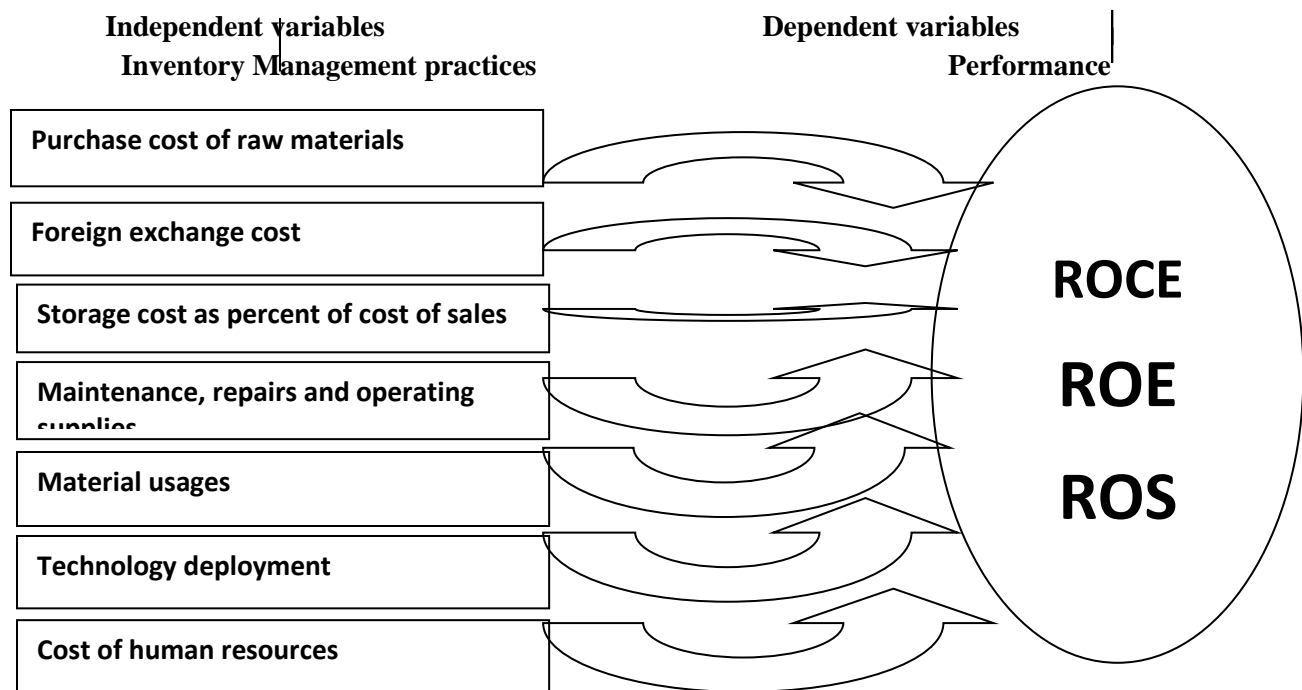 Independent variables
Dependent variables
Inventory Management practices
Performance
Purchase cost of raw materials
Foreign exchange cost
Storage cost as percent of cost of sales
Maintenance, repairs and operating
supplies
Material usages
Technology deployment
Cost of human resources
ROCE
ROE
ROS